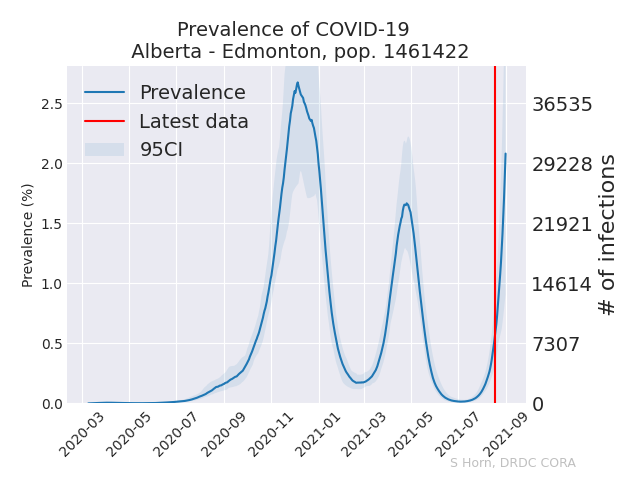 Prevalence of COVID-19
Alberta - Edmonton, pop. 1461422
Prevalence
Latest data
95CI
Prevalence (%)
2.5
2.0
1.5
1.0
0.5
0.0
36535
29228
21921
14614
7307
0
# of infections
2020-03
2020-05
2020-07
2020-09
2020-11
2021-01
2021-03
2021-05
2021-07
2021-09
S Horn, DRDC CORA